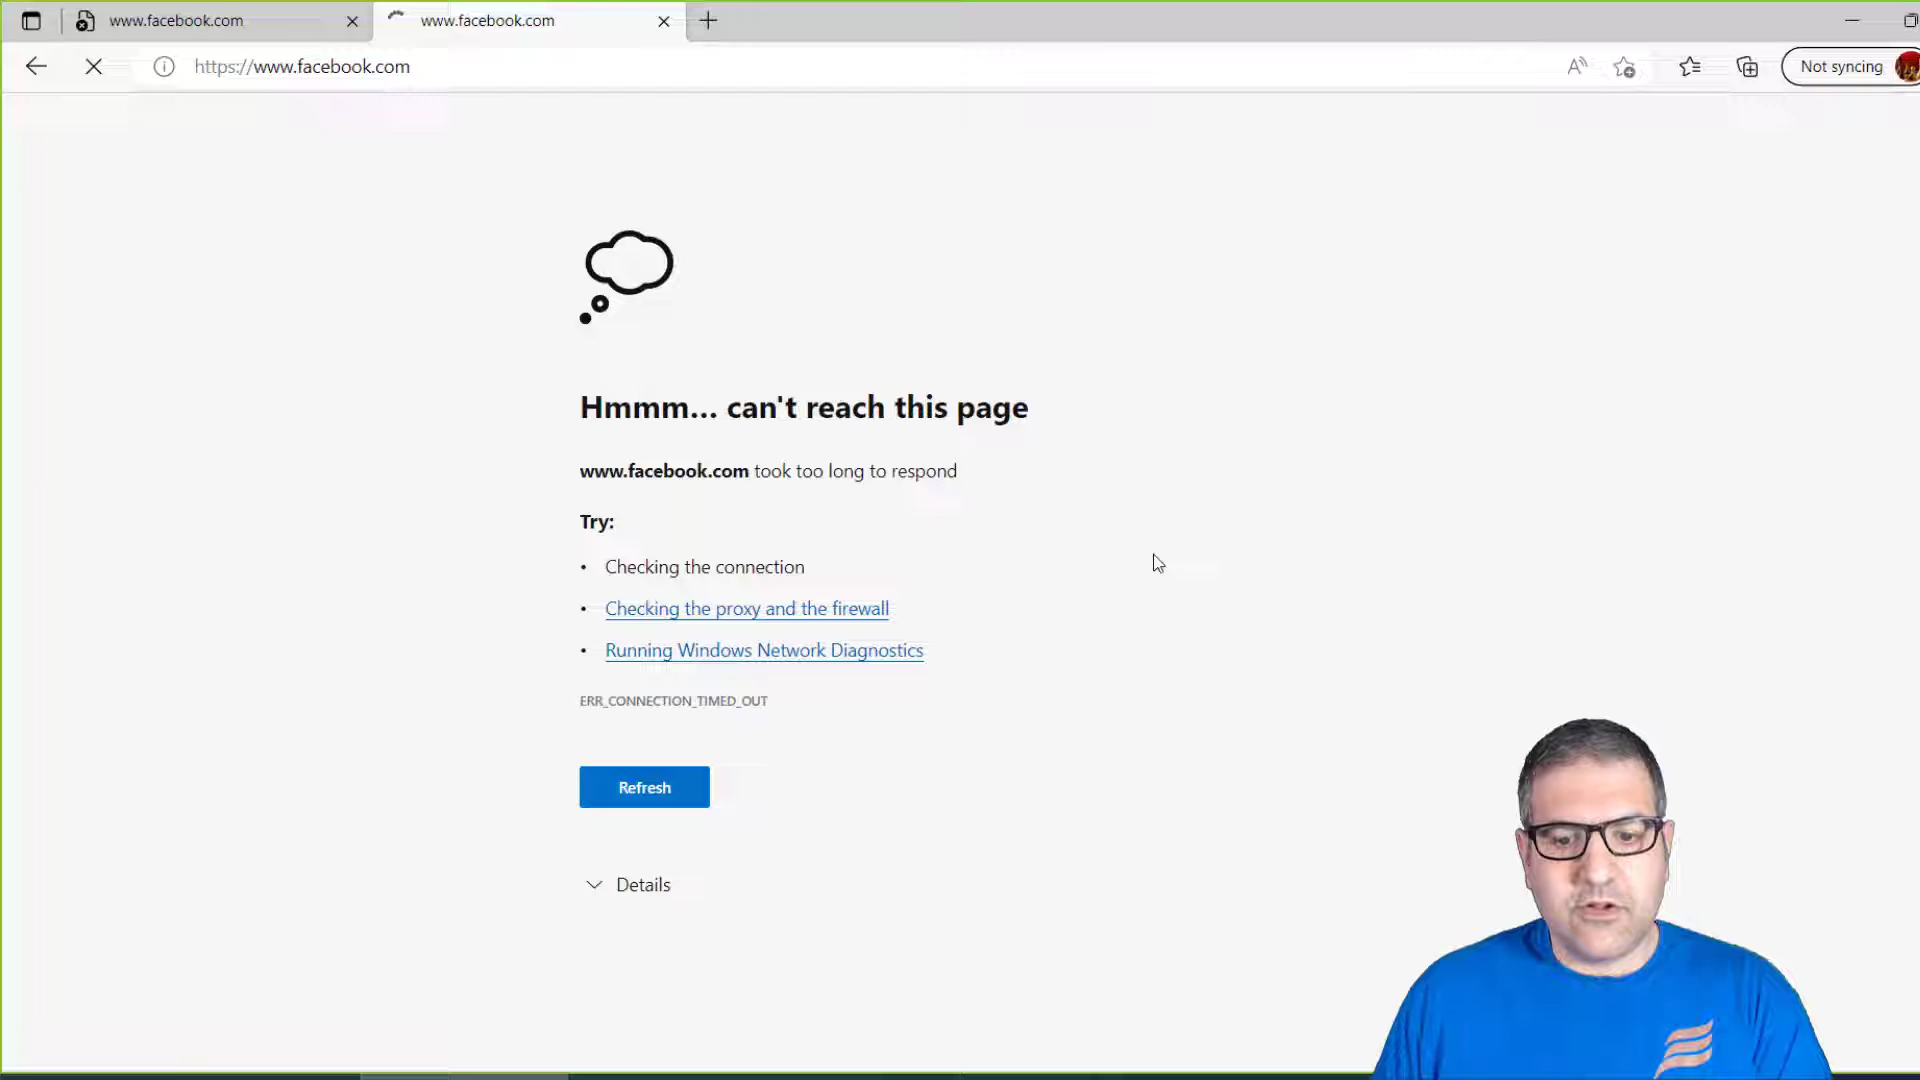 www.facebook.com
www.facebook.com
https://www.facebook.com
Not syncing
Hmmm... can't reach this page
www.facebook.com took too long to respond
Try:
• Checking the connection
• Checking the proxy and the firewall
• Running Windows Network Diagnostics
ERR_CONNECTION_TIMED_OUT
Refresh
Details